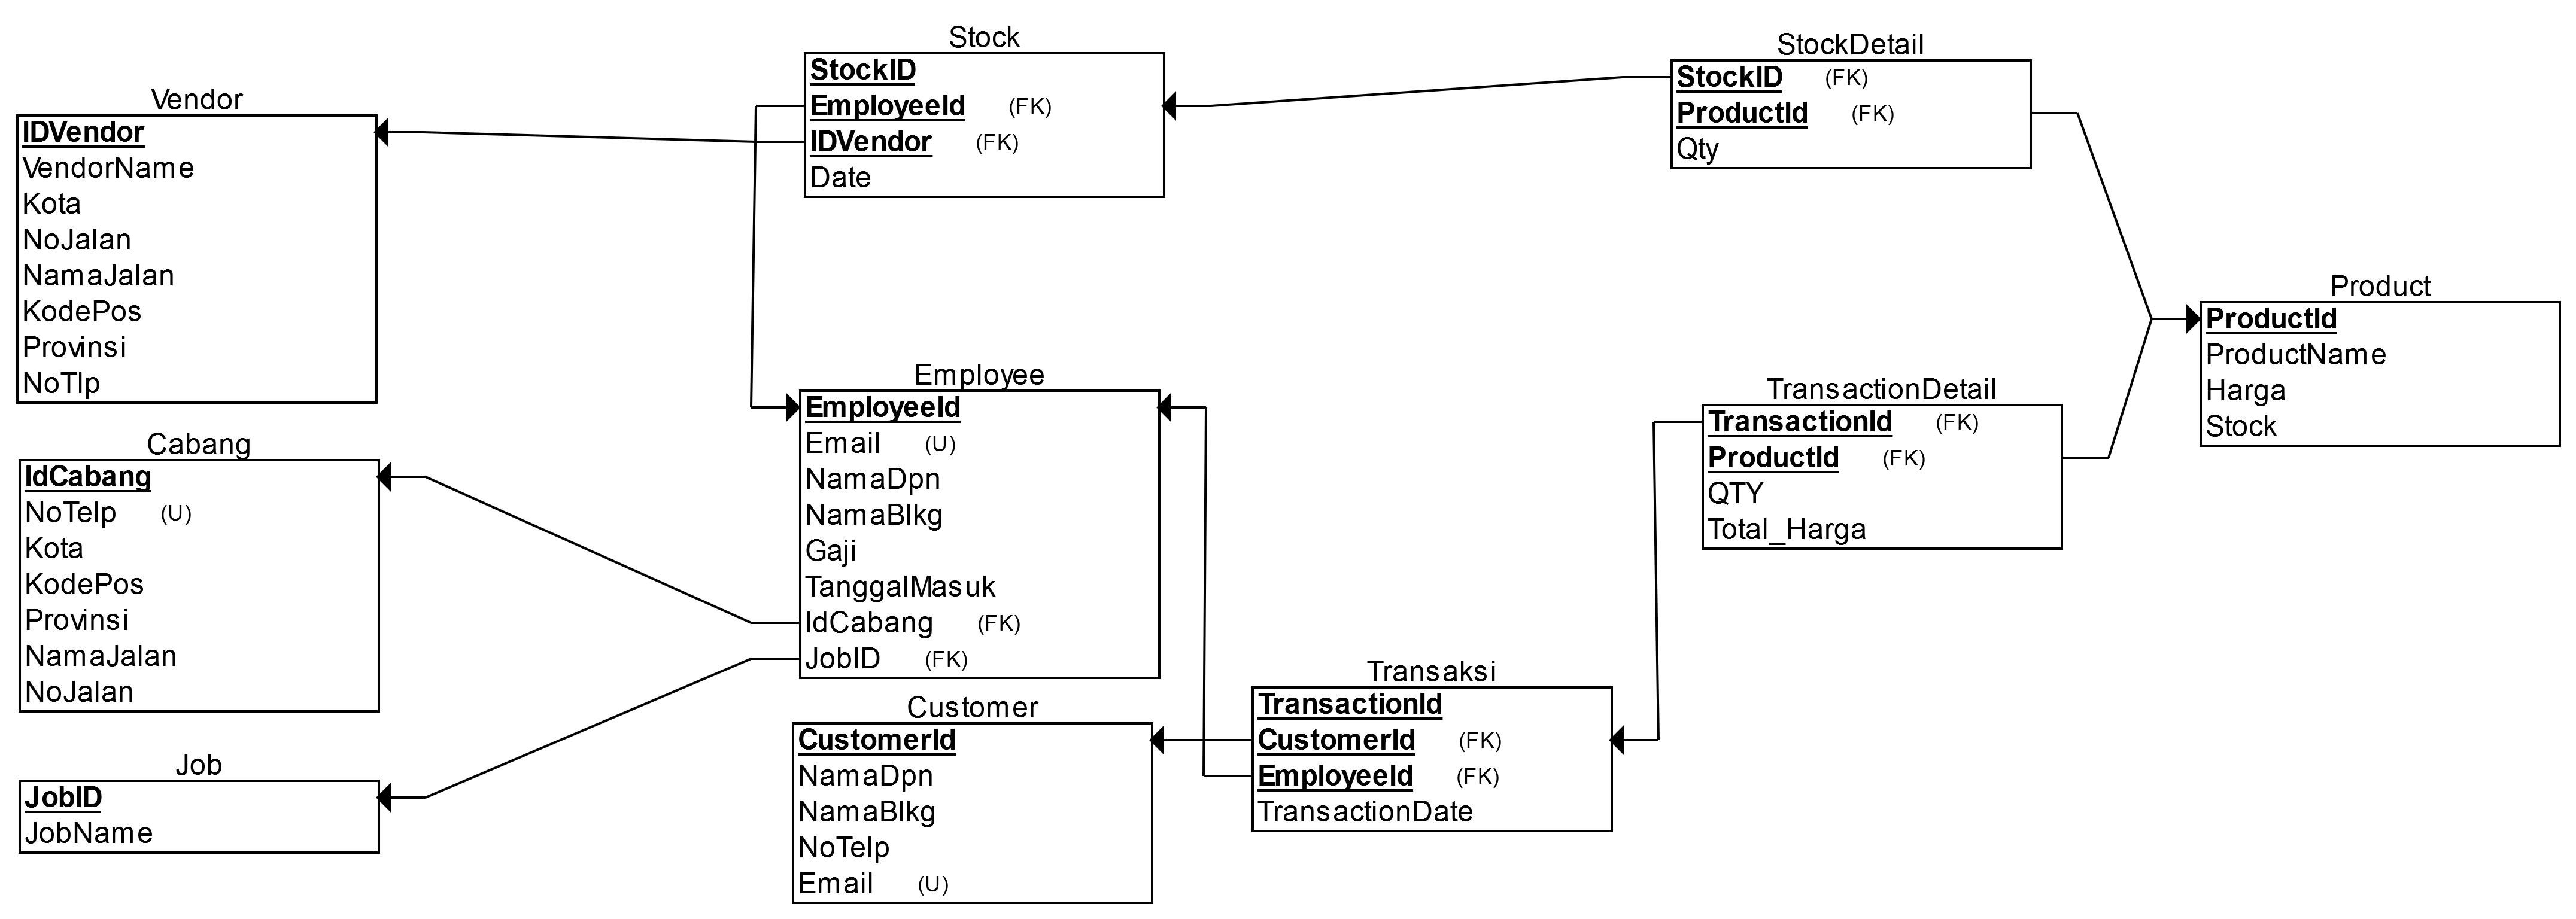 Vendor
IDVendor
VendorName
Kota
NoJalan
NamaJalan
KodePos
Provinsi
NoTlp
Cabang
IdCabang
NoTelp (U)
Kota
KodePos
Provinsi
NamaJalan
NoJalan
Job
JobID
JobName
Stock
StockID
EmployeeId (FK)
IDVendor (FK)
Date
Employee
EmployeeId
Email (U)
NamaDpn
NamaBlkg
Gaji
TanggalMasuk
IdCabang (FK)
JobID (FK)
Customer
CustomerId
NamaDpn
NamaBlkg
NoTelp
Email (U)
Transaksi
TransactionId
CustomerId (FK)
EmployeeId (FK)
TransactionDate
StockDetail
StockID (FK)
ProductId (FK)
Qty
TransactionDetail
TransactionId (FK)
ProductId (FK)
QTY
Total_Harga
Product
ProductId
ProductName
Harga
Stock